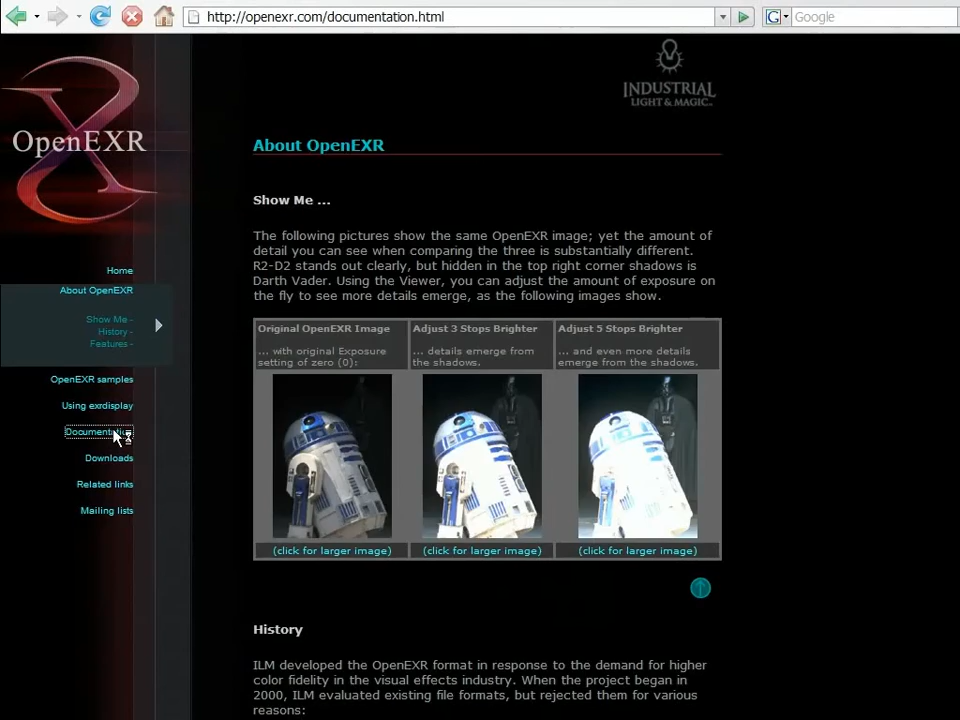 http://openexr.com/documentation.html
G
Google
INDUSTRIAL
LIGHT & MAGIC
OpenEXR
About OpenEXR
Show Me ...
The following pictures show the same OpenEXR image; yet the amount of
detail you can see when comparing the three is substantially different.
R2-D2 stands out clearly, but hidden in the top right corner shadows is
Darth Vader. Using the Viewer, you can adjust the amount of exposure on
the fly to see more details emerge, as the following images show.
Home
About OpenEXR
Show Me -
History -
Features -
OpenEXR samples
Using exrdisplay
Documentation
Downloads
Related links
Mailing lists
Original OpenEXR Image
... with original Exposure
setting of zero (0):
(click for larger image)
Adjust 3 Stops Brighter
... details emerge from
the shadows.
(click for larger image)
Adjust 5 Stops Brighter
... and even more details
emerge from the shadows.
(click for larger image)
History
ILM developed the OpenEXR format in response to the demand for higher
color fidelity in the visual effects industry. When the project began in
2000, ILM evaluated existing file formats, but rejected them for various
reasons: